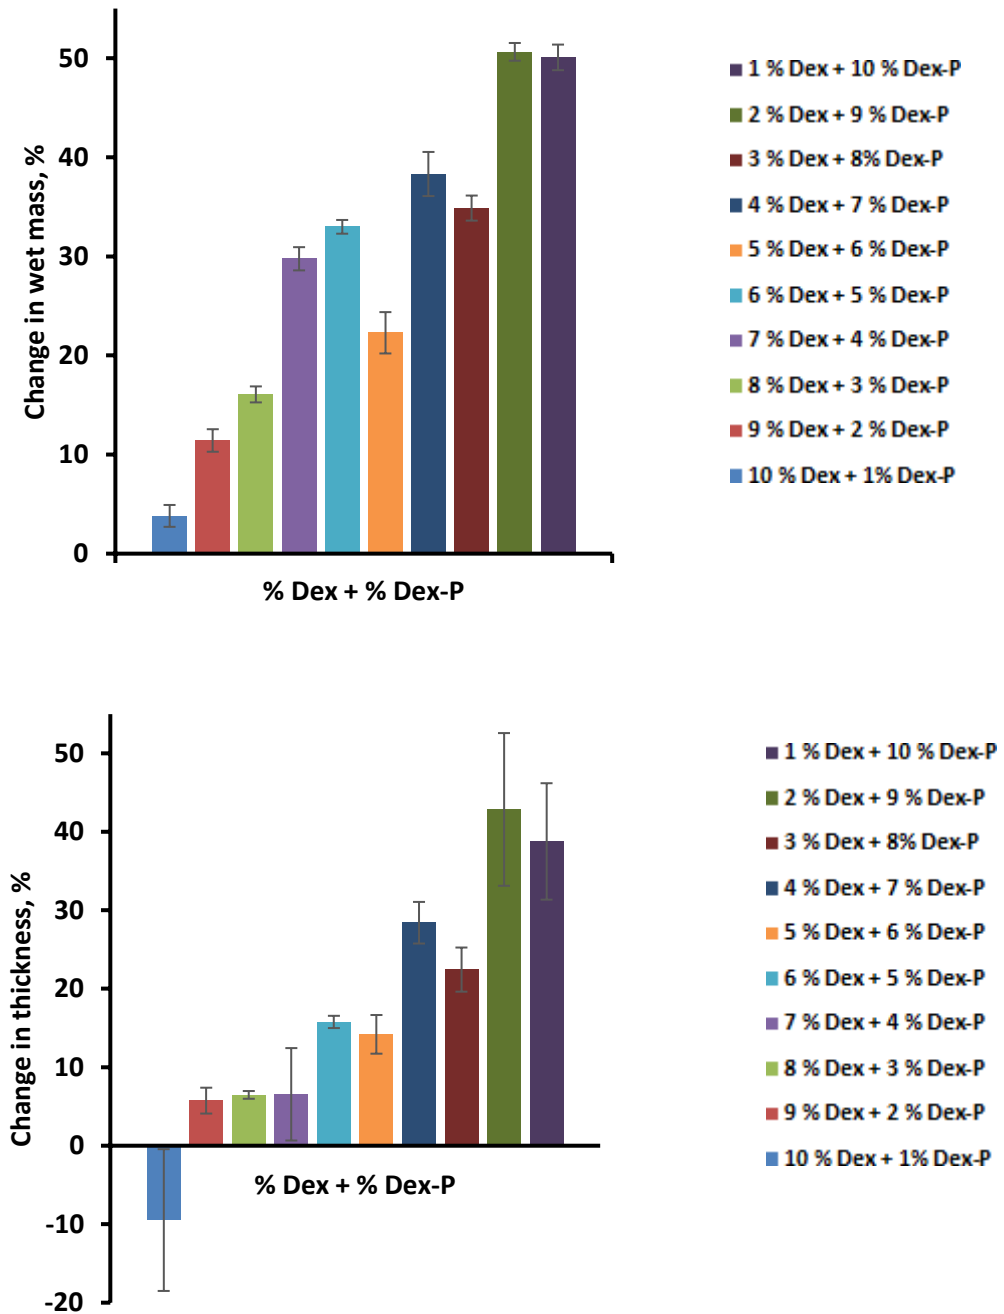 50
40
30
20
10
0
Change in wet mass, %
% Dex + % Dex-P
1 % Dex + 10 % Dex-P
2 % Dex + 9 % Dex-P
3 % Dex + 8% Dex-P
4 % Dex + 7 % Dex-P
5 % Dex + 6 % Dex-P
6 % Dex + 5 % Dex-P
7 % Dex + 4 % Dex-P
8 % Dex + 3 % Dex-P
9 % Dex + 2 % Dex-P
10 % Dex + 1% Dex-P
50
40
30
20
10
0
-10
-20
Change in thickness, %
% Dex + % Dex-P
1 % Dex + 10 % Dex-P
2 % Dex + 9 % Dex-P
3 % Dex + 8% Dex-P
4 % Dex + 7 % Dex-P
5 % Dex + 6 % Dex-P
6 % Dex + 5 % Dex-P
7 % Dex + 4 % Dex-P
8 % Dex + 3 % Dex-P
9 % Dex + 2 % Dex-P
10 % Dex + 1% Dex-P